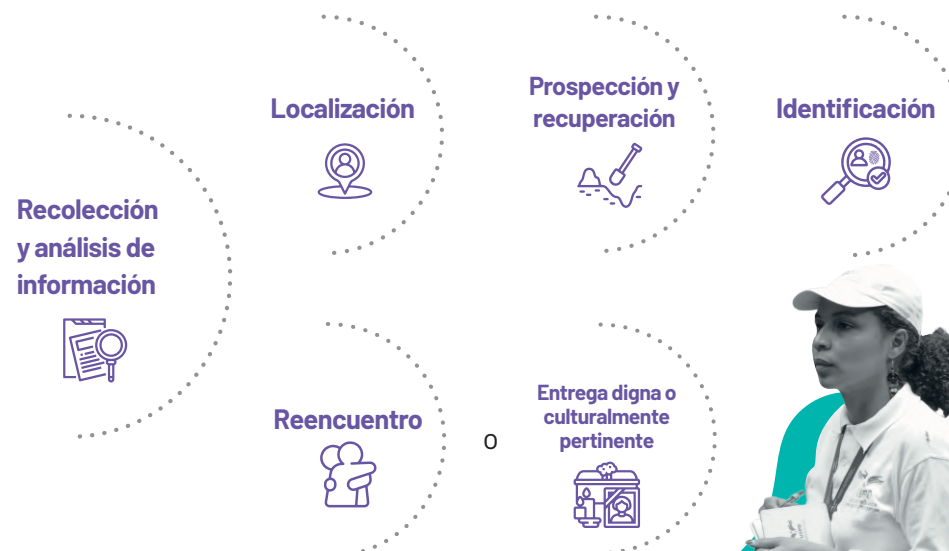 Recolección
y análisis de
información
Localización
Prospección y
recuperación
Identificación
Reencuentro
O
Entrega digna o
culturalmente
pertinente